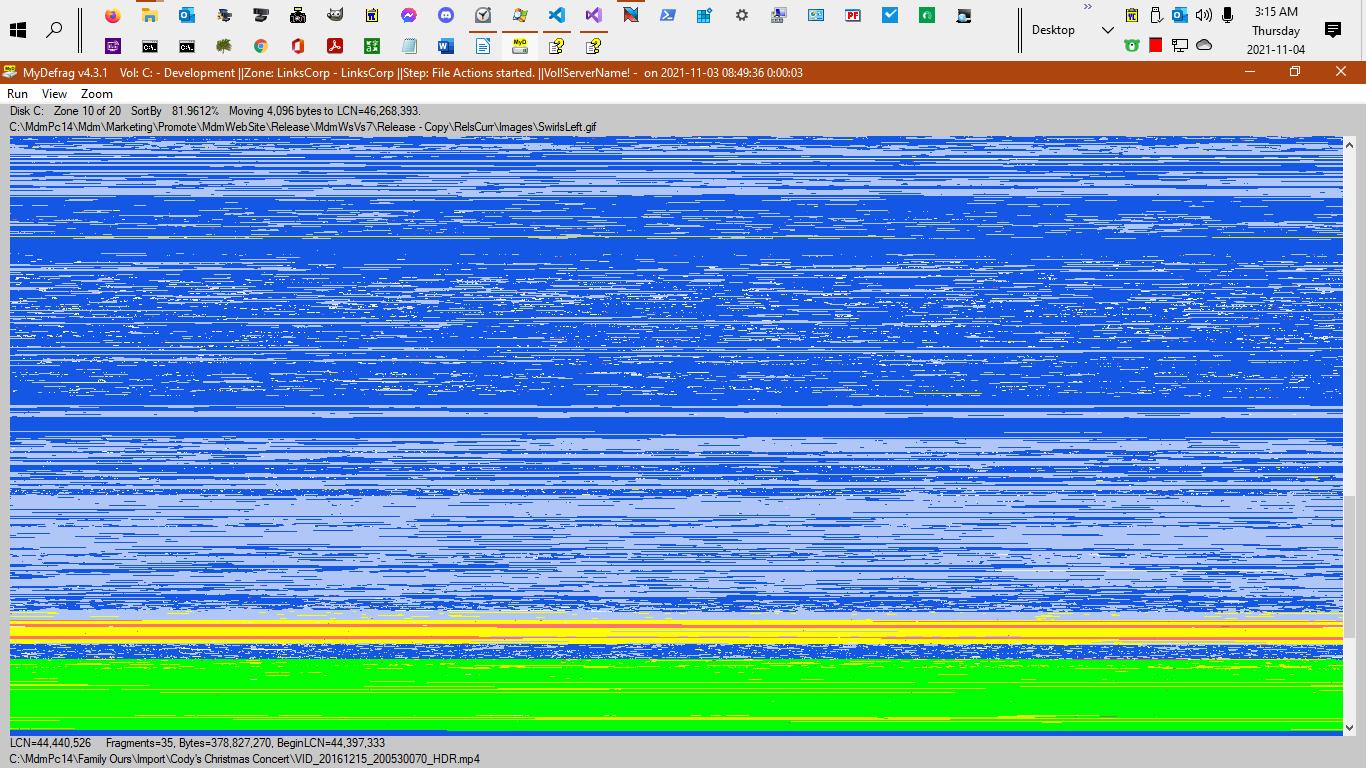 3:15 AM
Desktop
Thursday
2021-11-04
MyDefrag v4.3.1    Vol: C: - Development ||Zone: LinksCorp - LinksCorp ||Step: File Actions started. ||Vol!ServerName! -  on 2021-11-03 08:49:36 0:00:03
Run View Zoom
Disk C:    Zone 10 of 20    SortBy    81.9612%    Moving 4,096 bytes to LCN=46,268,393.
C:\MdmPc14\Mdm\Marketing\Promote\MdmWebSite\Release\MdmWsVs7\Release - Copy\RelsCurr\Images\SwirlsLeft.gif
LCN=44,440,526    Fragments=35, Bytes=378,827,270, BeginLCN=44,397,333
C:\MdmPc14\Family Ours\Import\Cody's Christmas Concert\VID_20161215_200530070_HDR.mp4